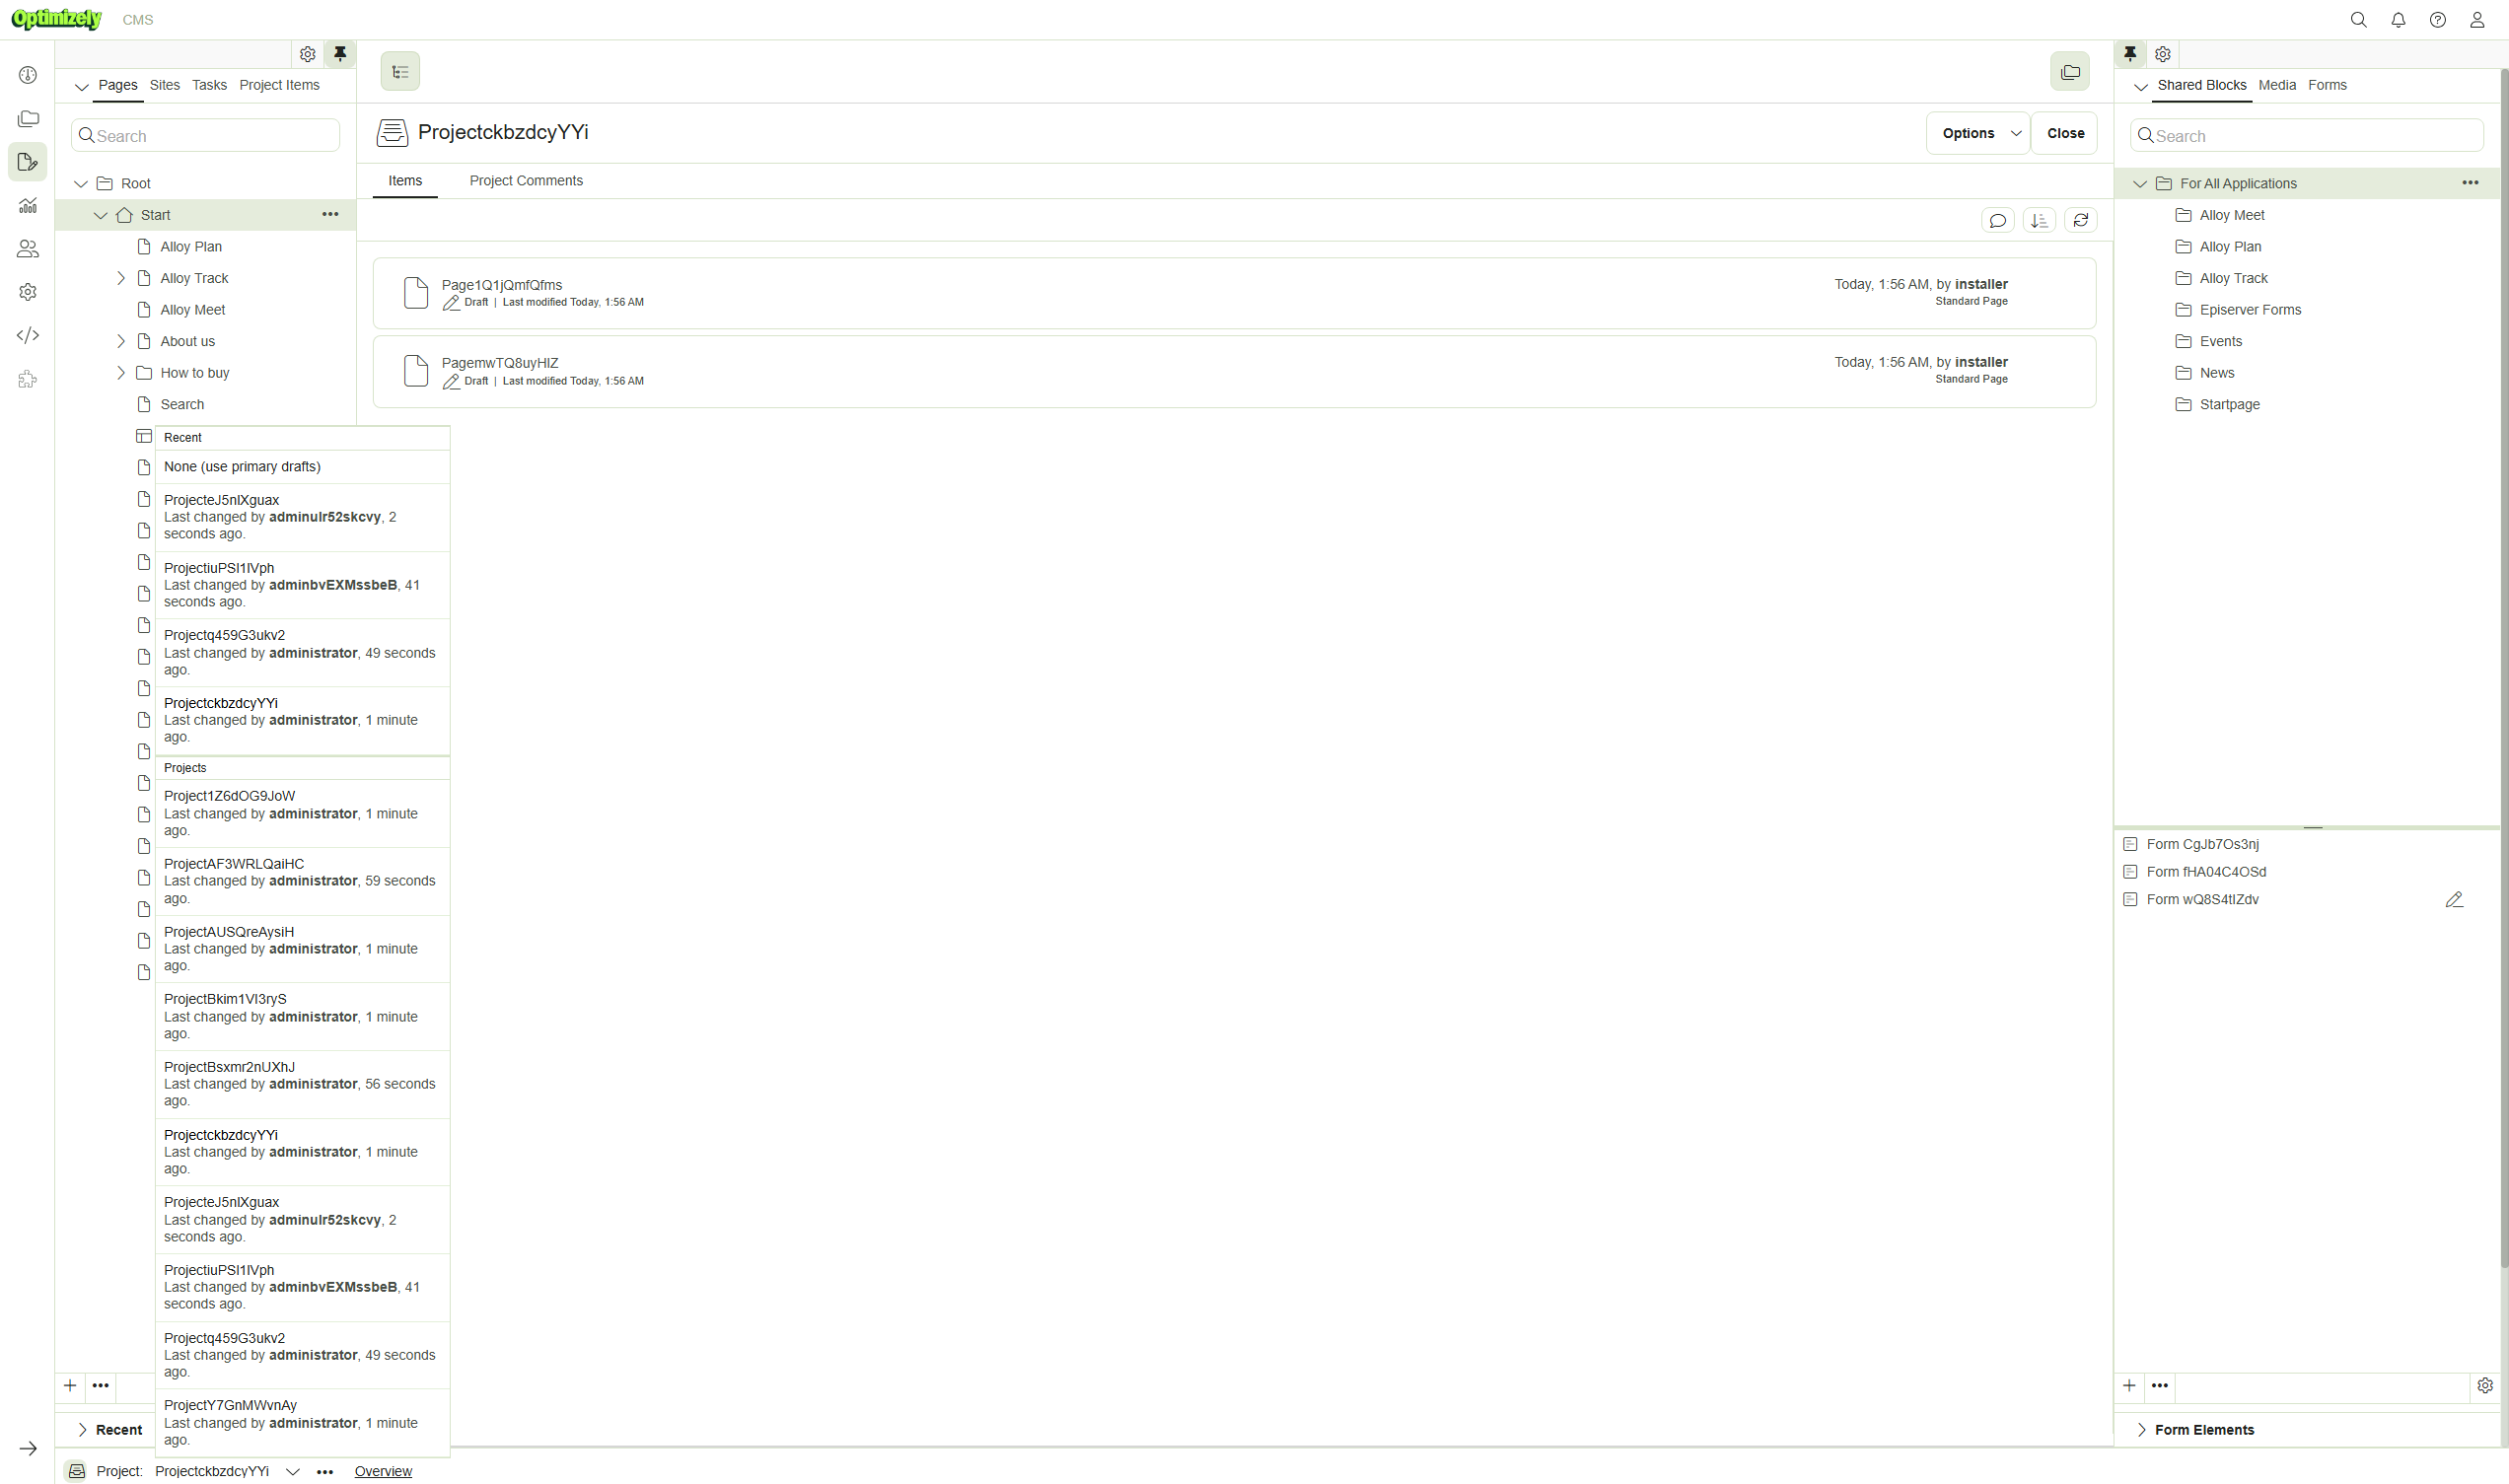 Optimizely CMS
Pages Sites Tasks Project Items
Search
Root
Start
Alloy Plan
Alloy Track
Alloy Meet
About us
How to buy
Search
Recent
None (use primary drafts)
ProjecteJ5nIXguax
Last changed by adminulr52skcvy, 2
seconds ago.
ProjectiuPSI1IVph
Last changed by adminbvEXMssbeB, 41
seconds ago.
Projectq459G3ukv2
Last changed by administrator, 49 seconds
ago.
ProjectckbzdcyYYi
Last changed by administrator, 1 minute
ago.
Projects
Project1Z6dOG9JoW
Last changed by administrator, 1 minute
ago.
ProjectAF3WRLQaiHC
Last changed by administrator, 59 seconds
ago.
ProjectAUSQreAysiH
Last changed by administrator, 1 minute
ago.
ProjectBkim1VI3ryS
Last changed by administrator, 1 minute
ago.
ProjectBsxmr2nUXhJ
Last changed by administrator, 56 seconds
ago.
ProjectckbzdcyYYi
Last changed by administrator, 1 minute
ago.
ProjecteJ5nIXguax
Last changed by adminulr52skcvy, 2
seconds ago.
ProjectiuPSI1IVph
Last changed by adminbvEXMssbeB, 41
seconds ago.
Projectq459G3ukv2
Last changed by administrator, 49 seconds
ago.
ProjectY7GnMWvnAy
Last changed by administrator, 1 minute
ago.
Recent
Project: ProjectckbzdcyYYi Overview
ProjectckbzdcyYYi
Options Close
Items Project Comments
Page1Q1jQmfQfms
Draft | Last modified Today, 1:56 AM
Today, 1:56 AM, by installer
Standard Page
PagemwTQ8uyHIZ
Draft | Last modified Today, 1:56 AM
Today, 1:56 AM, by installer
Standard Page
Shared Blocks Media Forms
Search
For All Applications
Alloy Meet
Alloy Plan
Alloy Track
Episerver Forms
Events
News
Startpage
Form CgJb7Os3nj
Form fHA04C4OSd
Form wQ8S4tIZdv
Form Elements